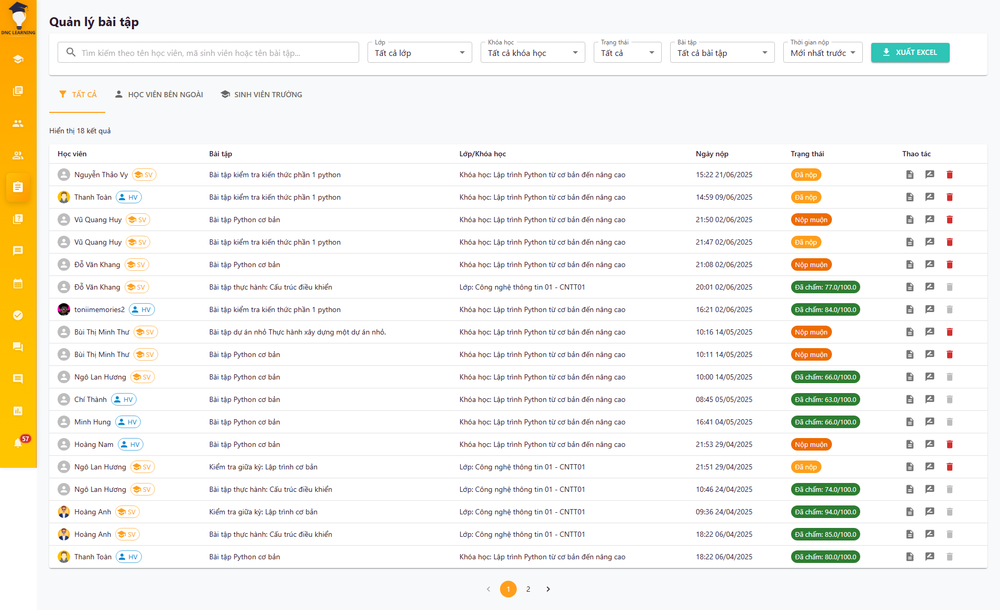 DNC LEARNING
57
Quản lý bài tập
Tìm kiếm theo tên học viên, mã sinh viên hoặc tên bài tập...
Lớp
Tất cả lớp
Khóa học
Tất cả khóa học
Trạng thái
Tất cả
Bài tập
Tất cả bài tập
Thời gian nộp
Mới nhất trước
XUẤT EXCEL
TẤT CẢ HỌC VIÊN BÊN NGOÀI SINH VIÊN TRƯỜNG
Hiển thị 18 kết quả
Học viên Bài tập Lớp/Khóa học Ngày nộp Trạng thái Thao tác
Nguyễn Thảo Vy SV Bài tập kiểm tra kiến thức phần 1 python Khóa học: Lập trình Python từ cơ bản đến nâng cao 15:22 21/06/2025 Đã nộp
Thanh Toàn HV Bài tập kiểm tra kiến thức phần 1 python Khóa học: Lập trình Python từ cơ bản đến nâng cao 14:59 09/06/2025 Đã nộp
Vũ Quang Huy SV Bài tập Python cơ bản Khóa học: Lập trình Python từ cơ bản đến nâng cao 21:50 02/06/2025 Nộp muộn
Vũ Quang Huy SV Bài tập kiểm tra kiến thức phần 1 python Khóa học: Lập trình Python từ cơ bản đến nâng cao 21:47 02/06/2025 Đã nộp
Đỗ Văn Khang SV Bài tập Python cơ bản Khóa học: Lập trình Python từ cơ bản đến nâng cao 21:08 02/06/2025 Nộp muộn
Đỗ Văn Khang SV Bài tập thực hành: Cấu trúc điều khiển Lớp: Công nghệ thông tin 01 - CNTT01 20:01 02/06/2025 Đã chấm: 77.0/100.0
toniimemories2 HV Bài tập kiểm tra kiến thức phần 1 python Khóa học: Lập trình Python từ cơ bản đến nâng cao 16:21 02/06/2025 Đã chấm: 84.0/100.0
Bùi Thị Minh Thư SV Bài tập dự án nhỏ Thực hành xây dựng một dự án nhỏ. Khóa học: Lập trình Python từ cơ bản đến nâng cao 10:16 14/05/2025 Nộp muộn
Bùi Thị Minh Thư SV Bài tập Python cơ bản Khóa học: Lập trình Python từ cơ bản đến nâng cao 10:11 14/05/2025 Nộp muộn
Ngô Lan Hương SV Bài tập Python cơ bản Khóa học: Lập trình Python từ cơ bản đến nâng cao 10:00 14/05/2025 Đã chấm: 66.0/100.0
Chí Thành HV Bài tập Python cơ bản Khóa học: Lập trình Python từ cơ bản đến nâng cao 08:45 05/05/2025 Đã chấm: 63.0/100.0
Minh Hung HV Bài tập Python cơ bản Khóa học: Lập trình Python từ cơ bản đến nâng cao 16:41 04/05/2025 Đã chấm: 66.0/100.0
Hoàng Nam HV Bài tập Python cơ bản Khóa học: Lập trình Python từ cơ bản đến nâng cao 21:53 29/04/2025 Nộp muộn
Ngô Lan Hương SV Kiểm tra giữa kỳ: Lập trình cơ bản Lớp: Công nghệ thông tin 01 - CNTT01 21:51 29/04/2025 Đã nộp
Ngô Lan Hương SV Bài tập thực hành: Cấu trúc điều khiển Lớp: Công nghệ thông tin 01 - CNTT01 10:46 24/04/2025 Đã chấm: 74.0/100.0
Hoàng Anh SV Kiểm tra giữa kỳ: Lập trình cơ bản Lớp: Công nghệ thông tin 01 - CNTT01 09:36 24/04/2025 Đã chấm: 94.0/100.0
Hoàng Anh SV Bài tập thực hành: Cấu trúc điều khiển Lớp: Công nghệ thông tin 01 - CNTT01 18:22 06/04/2025 Đã chấm: 85.0/100.0
Thanh Toàn HV Bài tập Python cơ bản Khóa học: Lập trình Python từ cơ bản đến nâng cao 18:22 06/04/2025 Đã chấm: 80.0/100.0
1 2